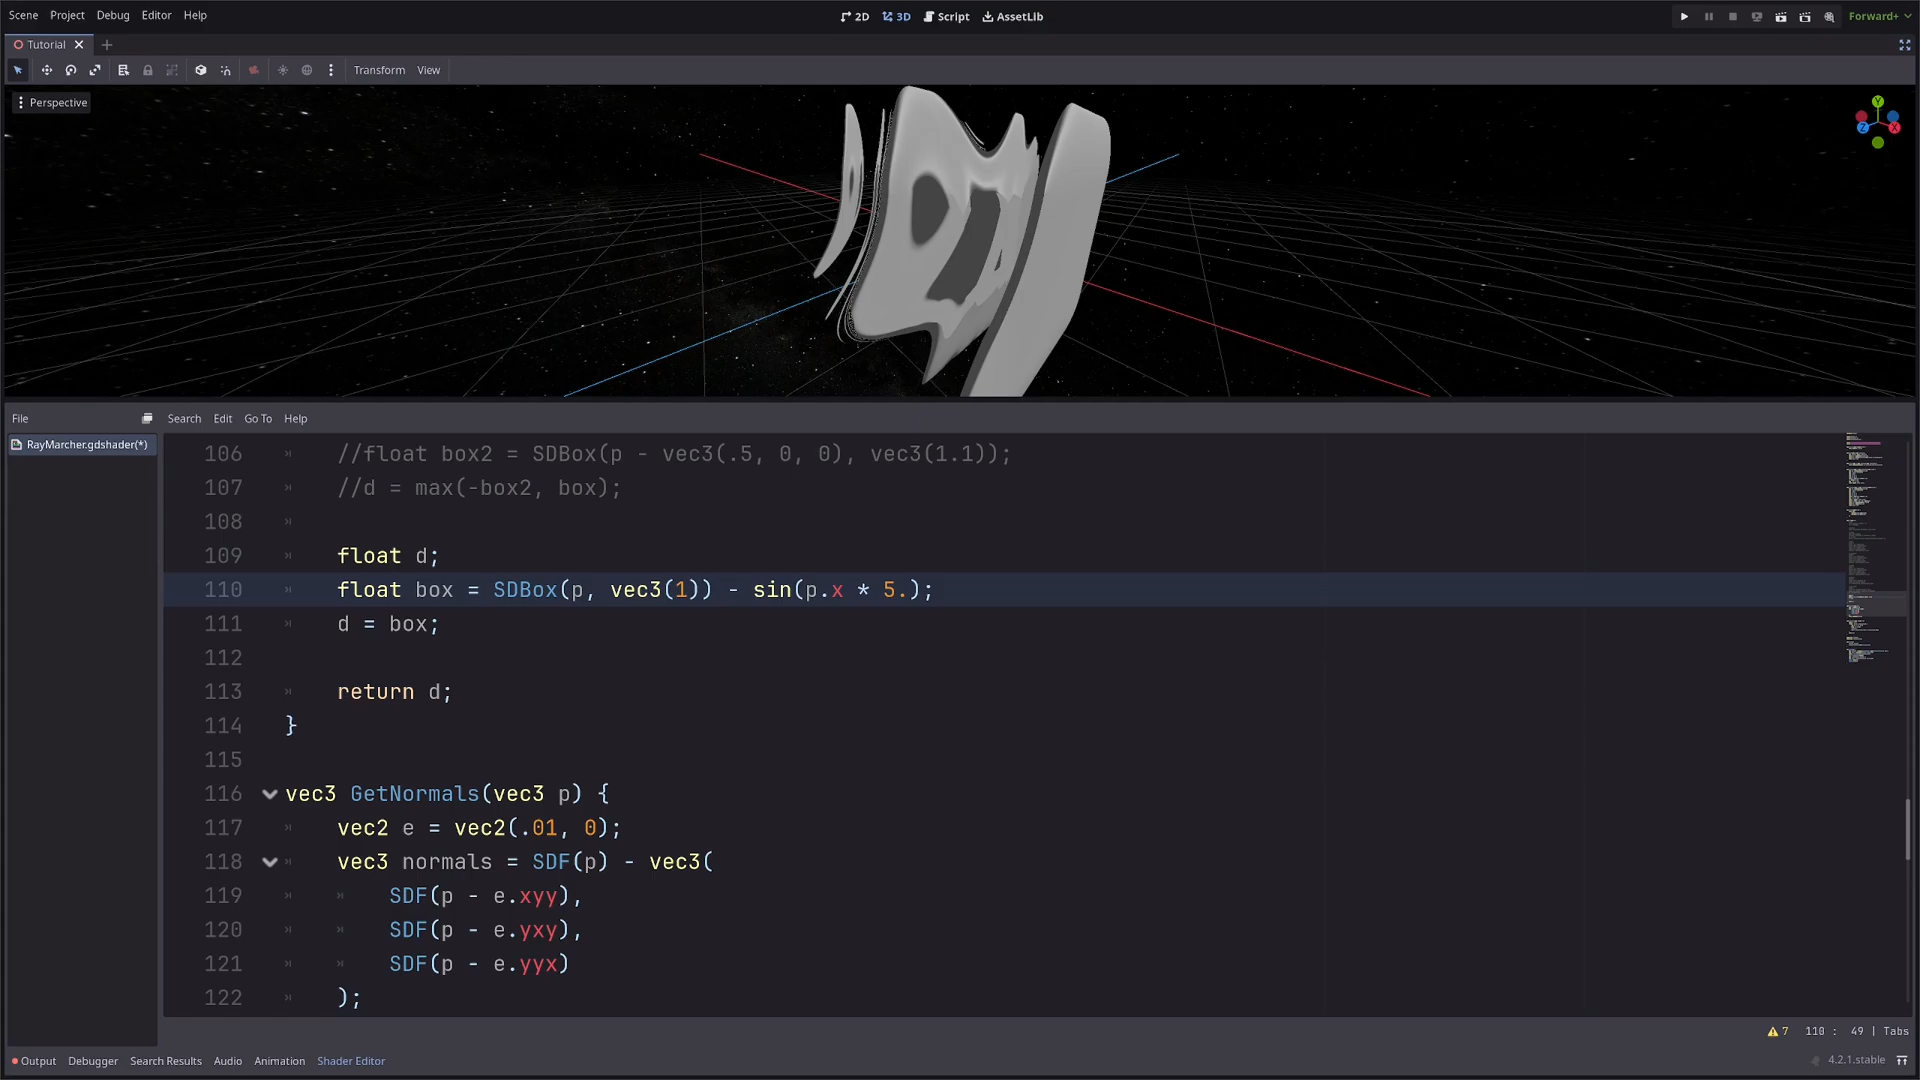 Scene Project Debug Editor Help 2D 3D Script AssetLib Forward+
Tutorial
Transform View
Perspective
Y
Z X
File Search Edit Go To Help
RayMarcher.gdshader(*)
106 //float box2 = SDBox(p - vec3(.5, 0, 0), vec3(1.1));
107 //d = max(-box2, box);
108
109 float d;
110 float box = SDBox(p, vec3(1)) - sin(p.x * 5.);
111 d = box;
112
113 return d;
114 }
115
116 vec3 GetNormals(vec3 p) {
117 vec2 e = vec2(.01, 0);
118 vec3 normals = SDF(p) - vec3(
119 SDF(p - e.xyy),
120 SDF(p - e.yxy),
121 SDF(p - e.yyx)
122 );
7 110 : 49 | Tabs
Output Debugger Search Results Audio Animation Shader Editor 4.2.1.stable